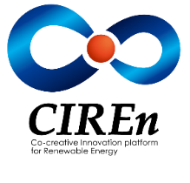 CIREn
Co-creative Innovation platform
for Renewable Energy